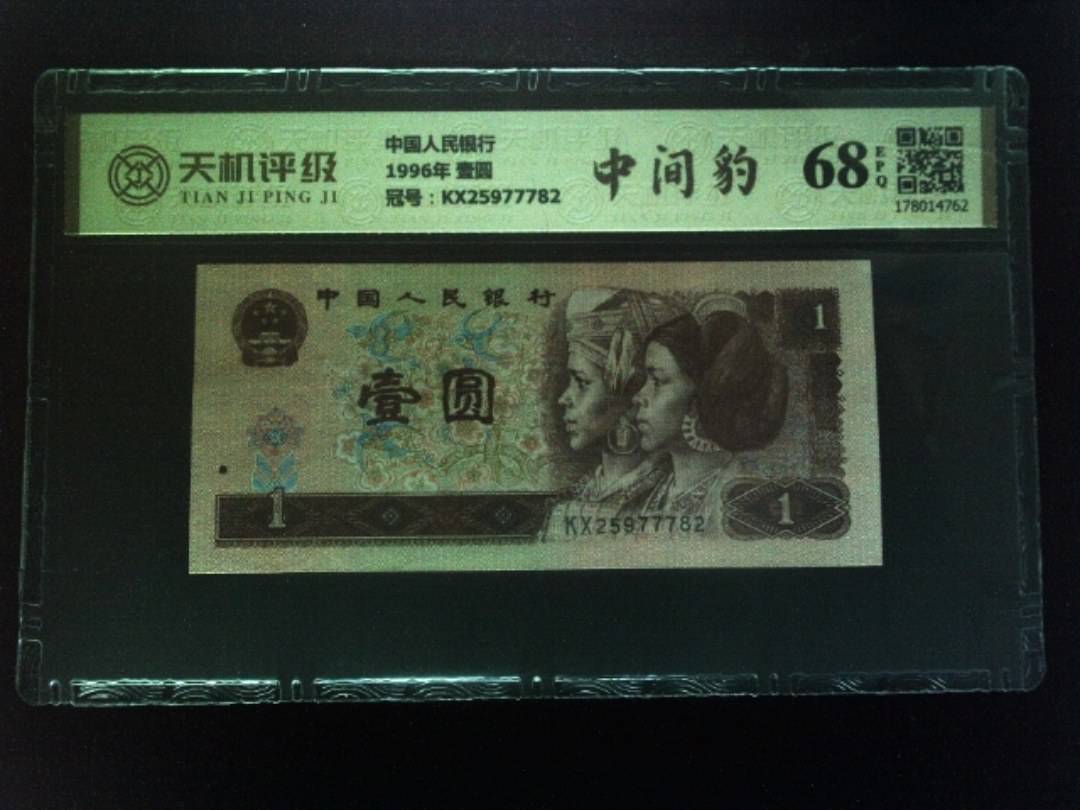 天机评级
TIAN JI PING JI
中国人民银行
1996年 壹圆
冠号：KX25977782
中间豹
68
EPQ
178014762
中国人民银行
壹圆
1
1
1
KX25977782